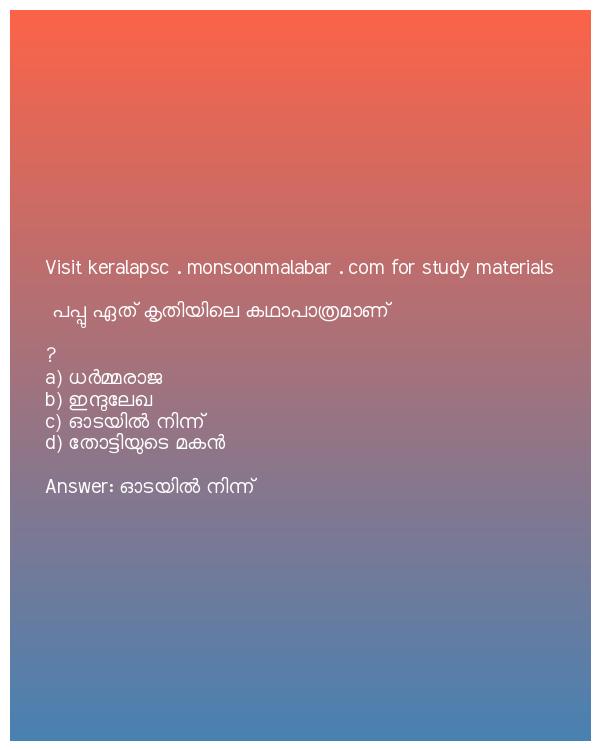 Visit keralapsc . monsoonmalabar . com for study materials
പപ്പു ഏത് കൃതിയിലെ കഥാപാത്രമാണ്
?
a) ധർമ്മരാജ
b) ഇന്ദുലേഖ
c) ഓടയിൽ നിന്ന്
d) തോട്ടിയുടെ മകൻ
Answer: ഓടയിൽ നിന്ന്